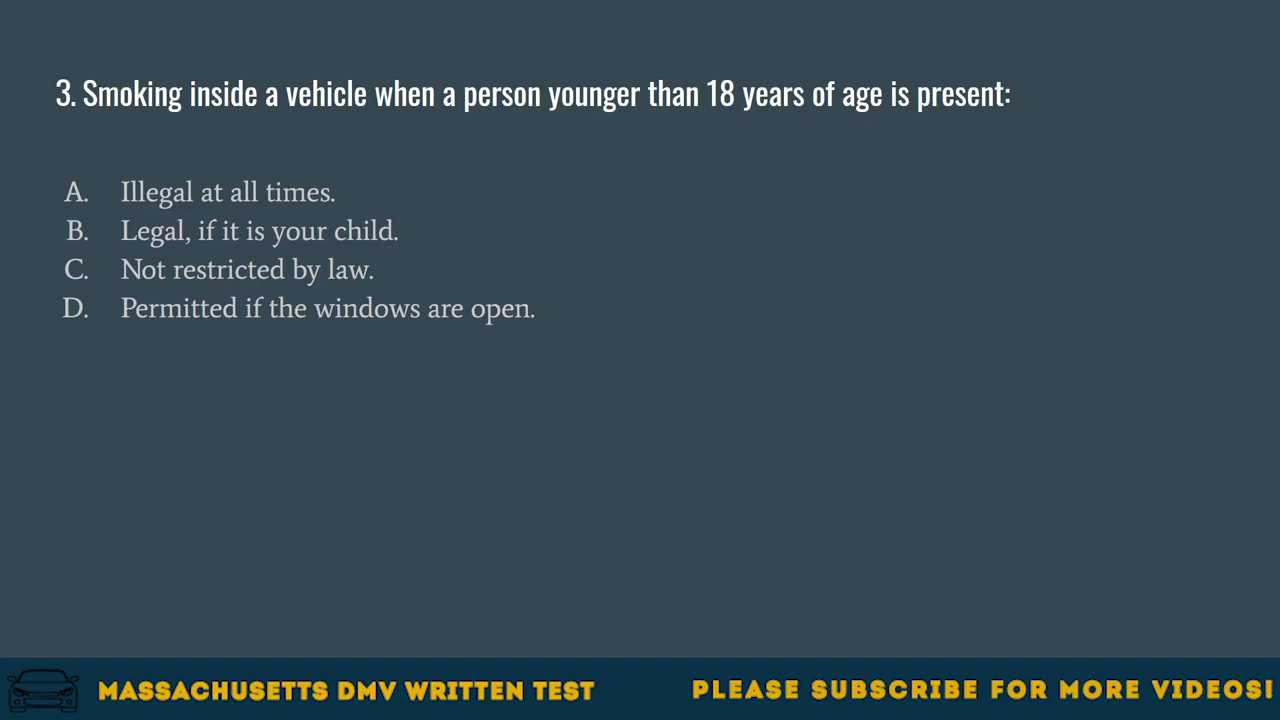 3. Smoking inside a vehicle when a person younger than 18 years of age is present:
A. Illegal at all times.
B. Legal, if it is your child.
C. Not restricted by law.
D. Permitted if the windows are open.
MASSACHUSETTS DMV WRITTEN TEST
PLEASE SUBSCRIBE FOR MORE VIDEOS!